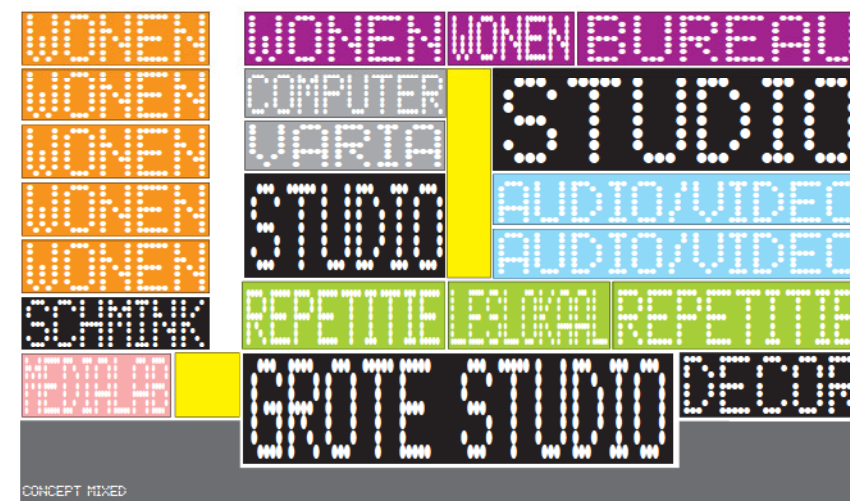 WONEN WONEN WONEN BUREAU
WONEN COMPUTER STUDIO
WONEN VARIA
WONEN STUDIO AUDIO/VIDEO
WONEN AUDIO/VIDEO
SCHMINK REPETITIE LESLOKAAL REPETITIE
MEDIALAB GROTE STUDIO DECOR
CONCEPT MIXED